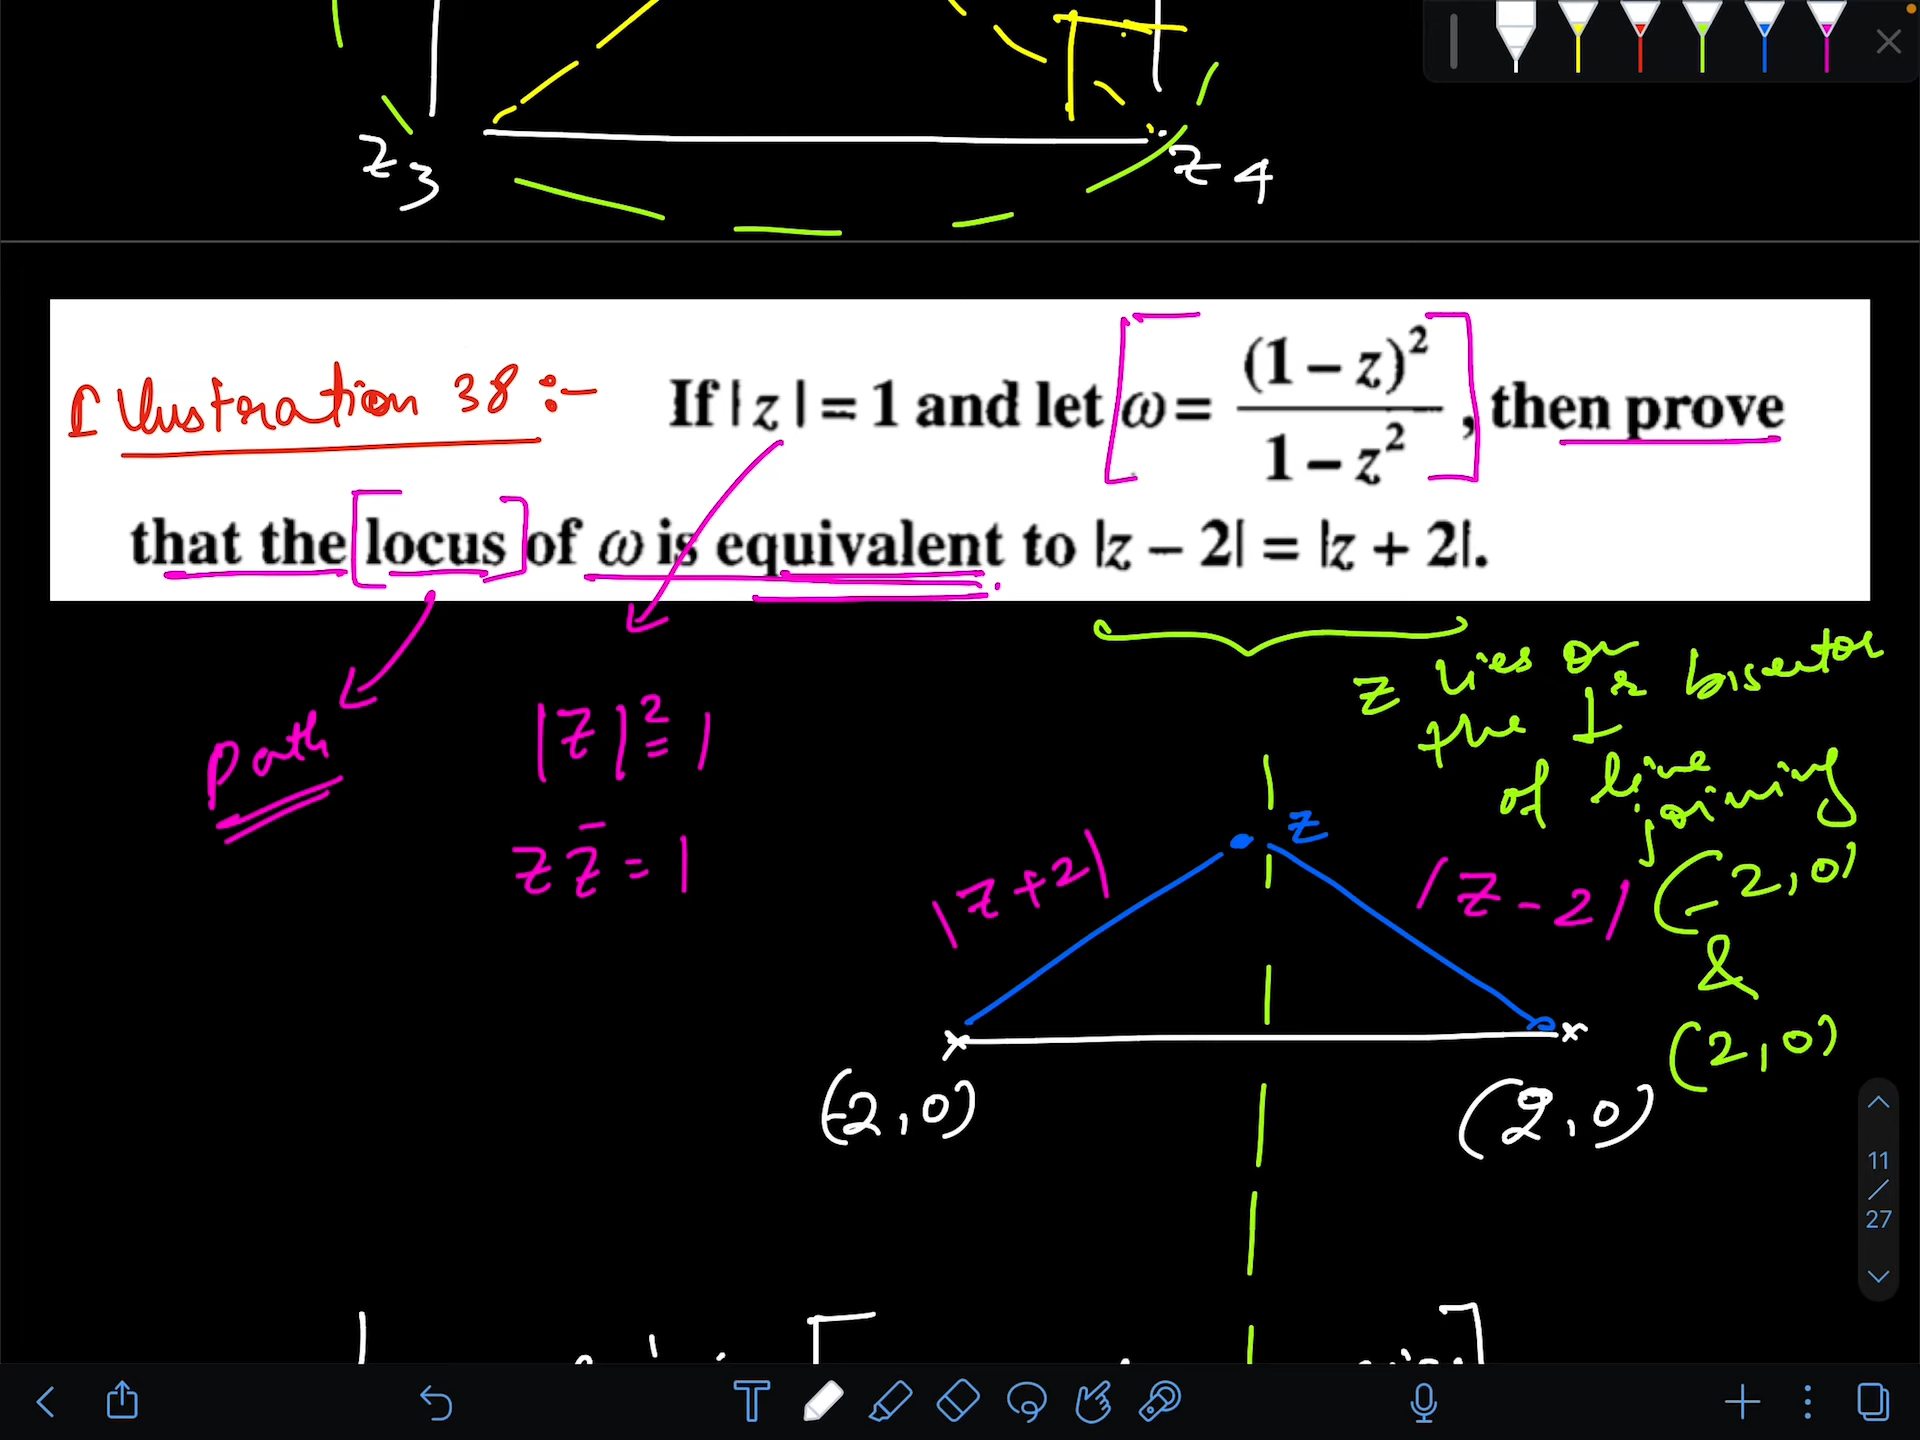 z3
z4
Illustration 38 :-
If |z| = 1 and let ω = (1 – z)² / (1 – z²), then prove
that the locus of ω is equivalent to |z – 2| = |z + 2|.
Path
|z|² = 1
z z̄ = 1
z lies on
the ⊥r bisector
of line
joining
(-2,0)
&
(2,0)
z
|z+2|
|z-2|
(-2,0)
(2,0)
11
/
27
T